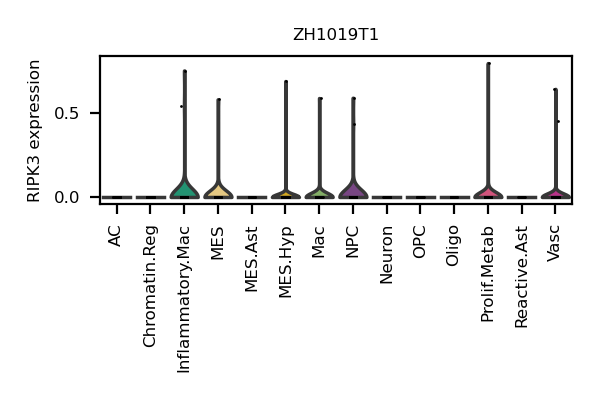 ZH1019T1
RIPK3 expression
0.5
0.0
AC
Chromatin.Reg
Inflammatory.Mac
MES
MES.Ast
MES.Hyp
Mac
NPC
Neuron
OPC
Oligo
Prolif.Metab
Reactive.Ast
Vasc